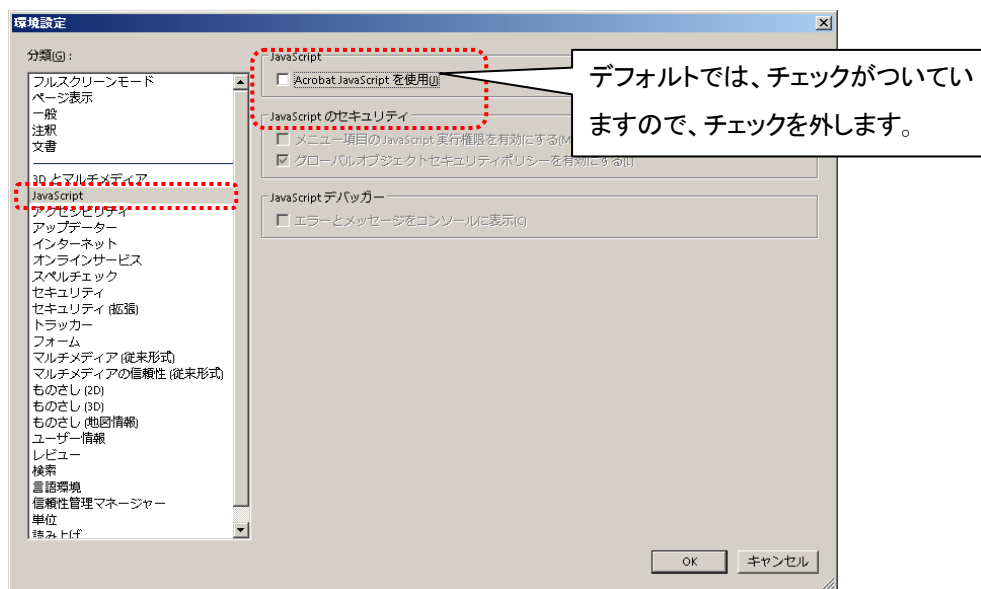 環境設定
分類(G):
フルスクリーンモード
ページ表示
一般
注釈
文書
3D とマルチメディア
JavaScript
アクセシビリティ
アップデーター
インターネット
オンラインサービス
スペルチェック
セキュリティ
セキュリティ (拡張)
トラッカー
フォーム
マルチメディア (従来形式)
マルチメディアの信頼性 (従来形式)
ものさし (2D)
ものさし (3D)
ものさし (地図情報)
ユーザー情報
レビュー
検索
言語環境
信頼性管理マネージャー
単位
読み上げ
JavaScript
Acrobat JavaScript を使用(J)
JavaScript のセキュリティ
メニュー項目の JavaScript 実行権限を有効にする(M
グローバルオブジェクトセキュリティポリシーを有効にする(L)
JavaScript デバッガー
エラーとメッセージをコンソールに表示(C)
デフォルトでは、チェックがついてい
ますので、チェックを外します。
OK
キャンセル